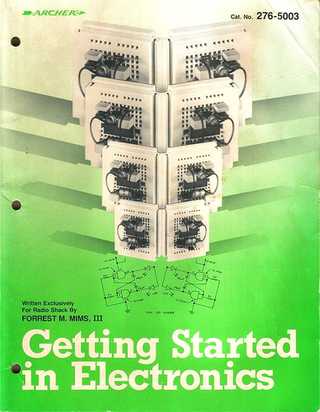 ARCHER
Cat. No. 276-5003
Written Exclusively
For Radio Shack By
FORREST M. MIMS, III
Getting Started
in Electronics